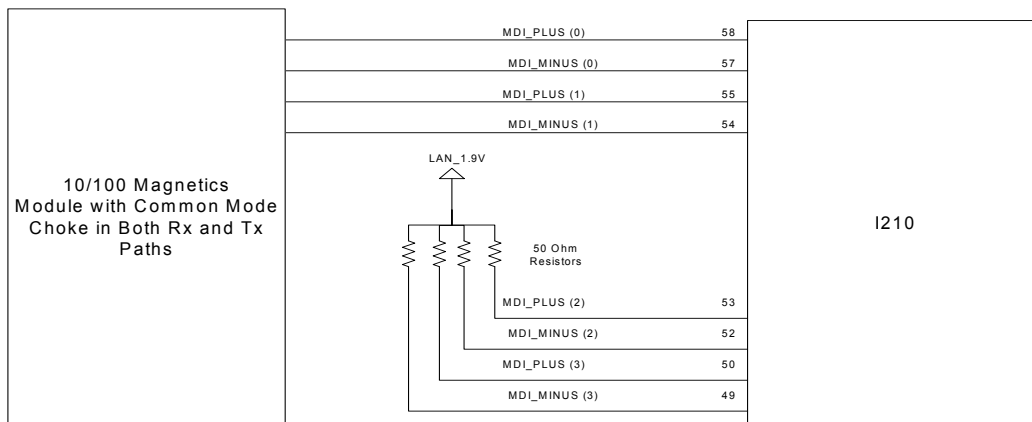 MDI_PLUS (0) 58
MDI_MINUS (0) 57
MDI_PLUS (1) 55
MDI_MINUS (1) 54
LAN_1.9V
10/100 Magnetics
Module with Common Mode
Choke in Both Rx and Tx
Paths
I210
50 Ohm
Resistors
MDI_PLUS (2) 53
MDI_MINUS (2) 52
MDI_PLUS (3) 50
MDI_MINUS (3) 49